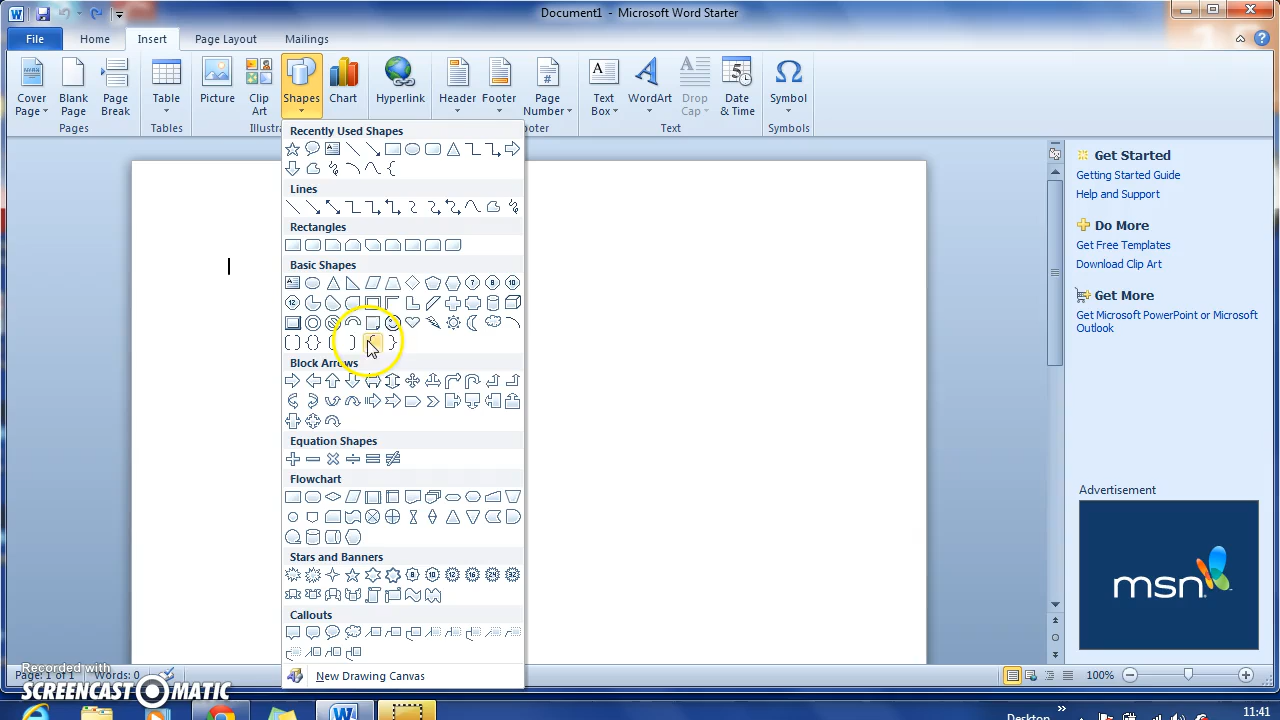 Document1 - Microsoft Word Starter
File Home Insert Page Layout Mailings
Cover Page
Blank Page
Page Break
Table
Picture
Clip Art
Shapes
Chart
Hyperlink
Header
Footer
Page Number
Text Box
WordArt
Drop Cap
Date & Time
Symbol
Pages Tables Illustra ooter Text Symbols
Recently Used Shapes
Lines
Rectangles
Basic Shapes
Block Arrows
Equation Shapes
Flowchart
Stars and Banners
Callouts
New Drawing Canvas
Get Started
Getting Started Guide
Help and Support
Do More
Get Free Templates
Download Clip Art
Get More
Get Microsoft PowerPoint or Microsoft
Outlook
Advertisement
msn
Page: 1 of 1 Words: 0 100%
Recorded with
SCREENCAST MATIC
Desktop 11:41